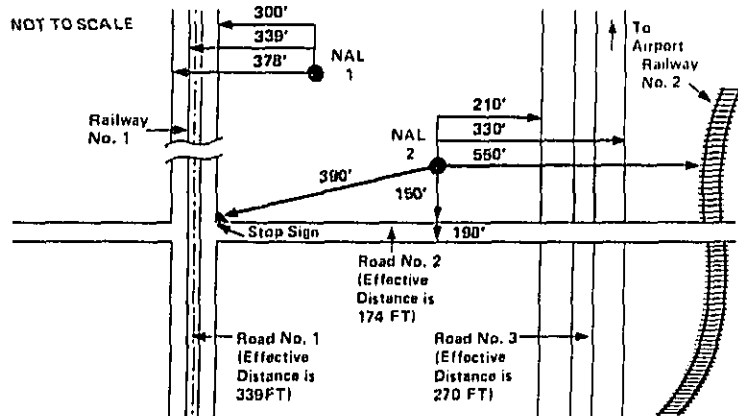 NOT TO SCALE
300'
339'
378'
NAL
1
Railway
No. 1
To
Airport
Railway
No. 2
210'
330'
550'
NAL
2
390'
150'
190'
Stop Sign
Road No. 2
(Effective
Distance is
174 FT)
Road No. 1
(Effective
Distance is
339FT)
Road No. 3
(Effective
Distance is
270 FT)